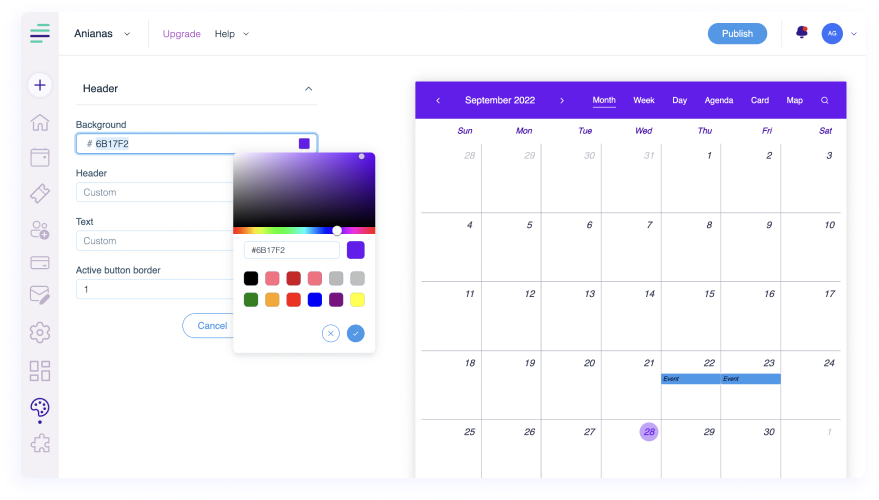 Anianas
Upgrade
Help
Publish
AG
Header
Background
# 6B17F2
Header
Custom
Text
Custom
Active button border
1
Cancel
#6B17F2
September 2022
Month Week Day Agenda Card Map
Sun Mon Tue Wed Thu Fri Sat
28 29 30 31 1 2 3
4 5 6 7 8 9 10
11 12 13 14 15 16 17
18 19 20 21 22 23 24
Event Event
25 26 27 28 29 30 1